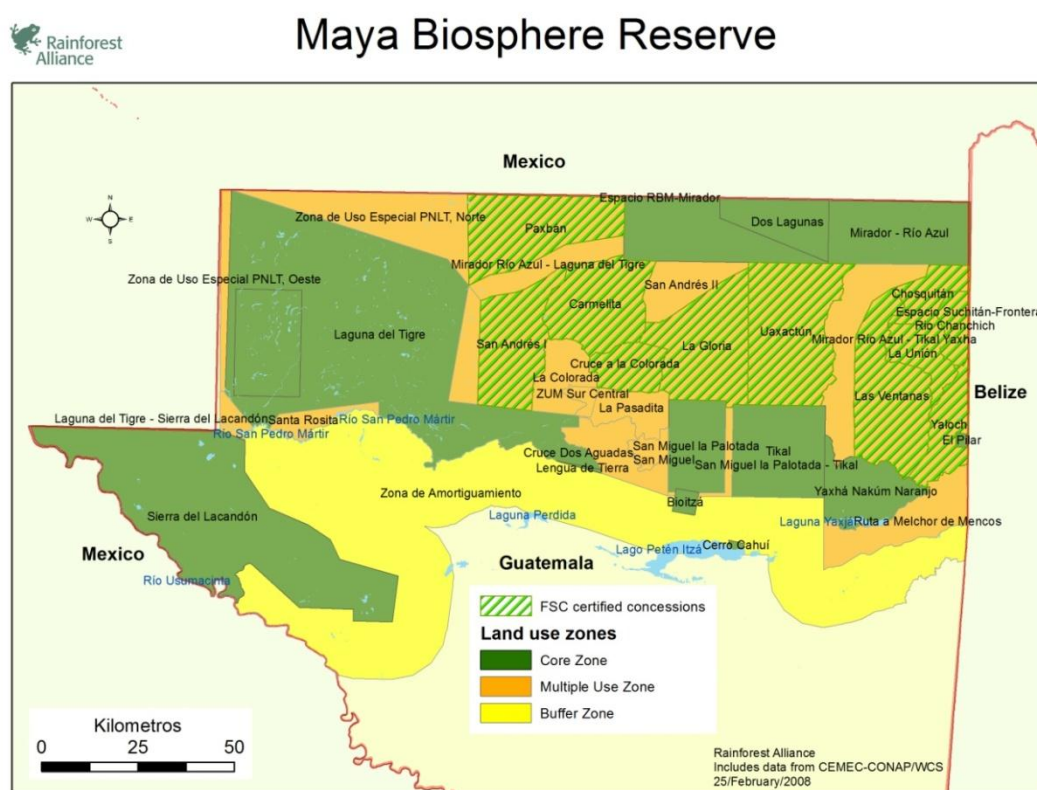 Rainforest
Alliance
Maya Biosphere Reserve
Mexico
N
W E
S
Espacio RBM-Mirador
Zona de Uso Especial PNLT, Norte
Paxbán
Dos Lagunas
Mirador - Río Azul
Mirador Río Azul - Laguna del Tigre
Zona de Uso Especial PNLT, Oeste
San Andrés II
Chosquitán
Carmelita
Espacio Suchitán-Frontera
Río Chanchich
Laguna del Tigre
Uaxactún
Mirador Río Azul - Tikal Yaxha
San Andrés I
La Gloria
La Unión
Cruce a la Colorada
La Colorada
Belize
ZUM Sur Central
Las Ventanas
La Pasadita
Laguna del Tigre - Sierra del Lacandón
Santa Rosita
Río San Pedro Mártir
Río San Pedro Mártir
Yaloch
El Pilar
San Miguel la Palotada
Tikal
Cruce Dos Aguadas
San Miguel
Lengua de Tierra
San Miguel la Palotada - Tikal
Zona de Amortiguamiento
Yaxhá Nakúm Naranjo
Bioitzá
Sierra del Lacandón
Laguna Perdida
Ruta a Melchor de Mencos
Mexico
Lago Petén Itzá
Cerro Cahuí
Guatemala
Río Usumacinta
FSC certified concessions
Land use zones
Core Zone
Multiple Use Zone
Buffer Zone
Kilometros
0 25 50
Rainforest Alliance
Includes data from CEMEC-CONAP/WCS
25/February/2008